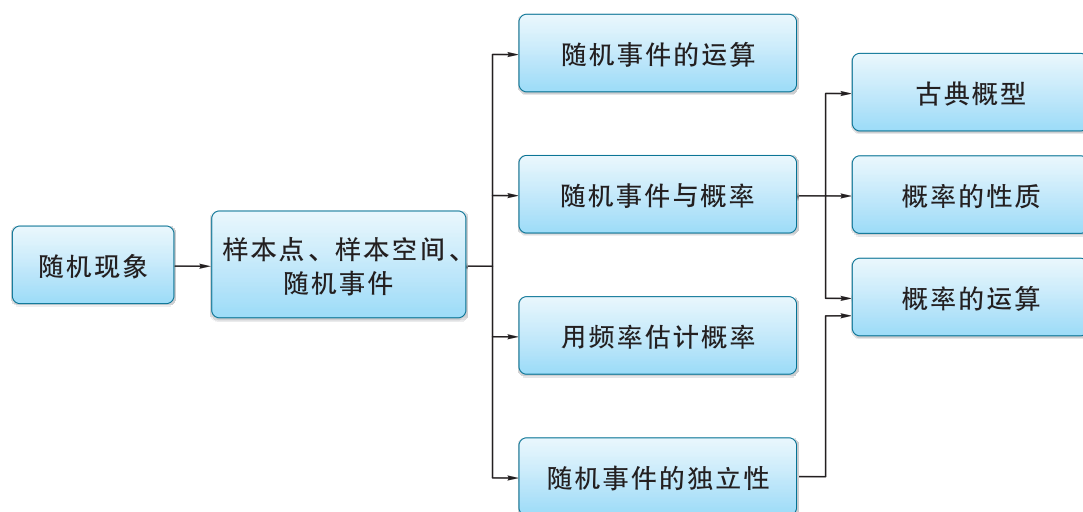 随机现象
样本点、样本空间、
随机事件
随机事件的运算
随机事件与概率
用频率估计概率
随机事件的独立性
古典概型
概率的性质
概率的运算